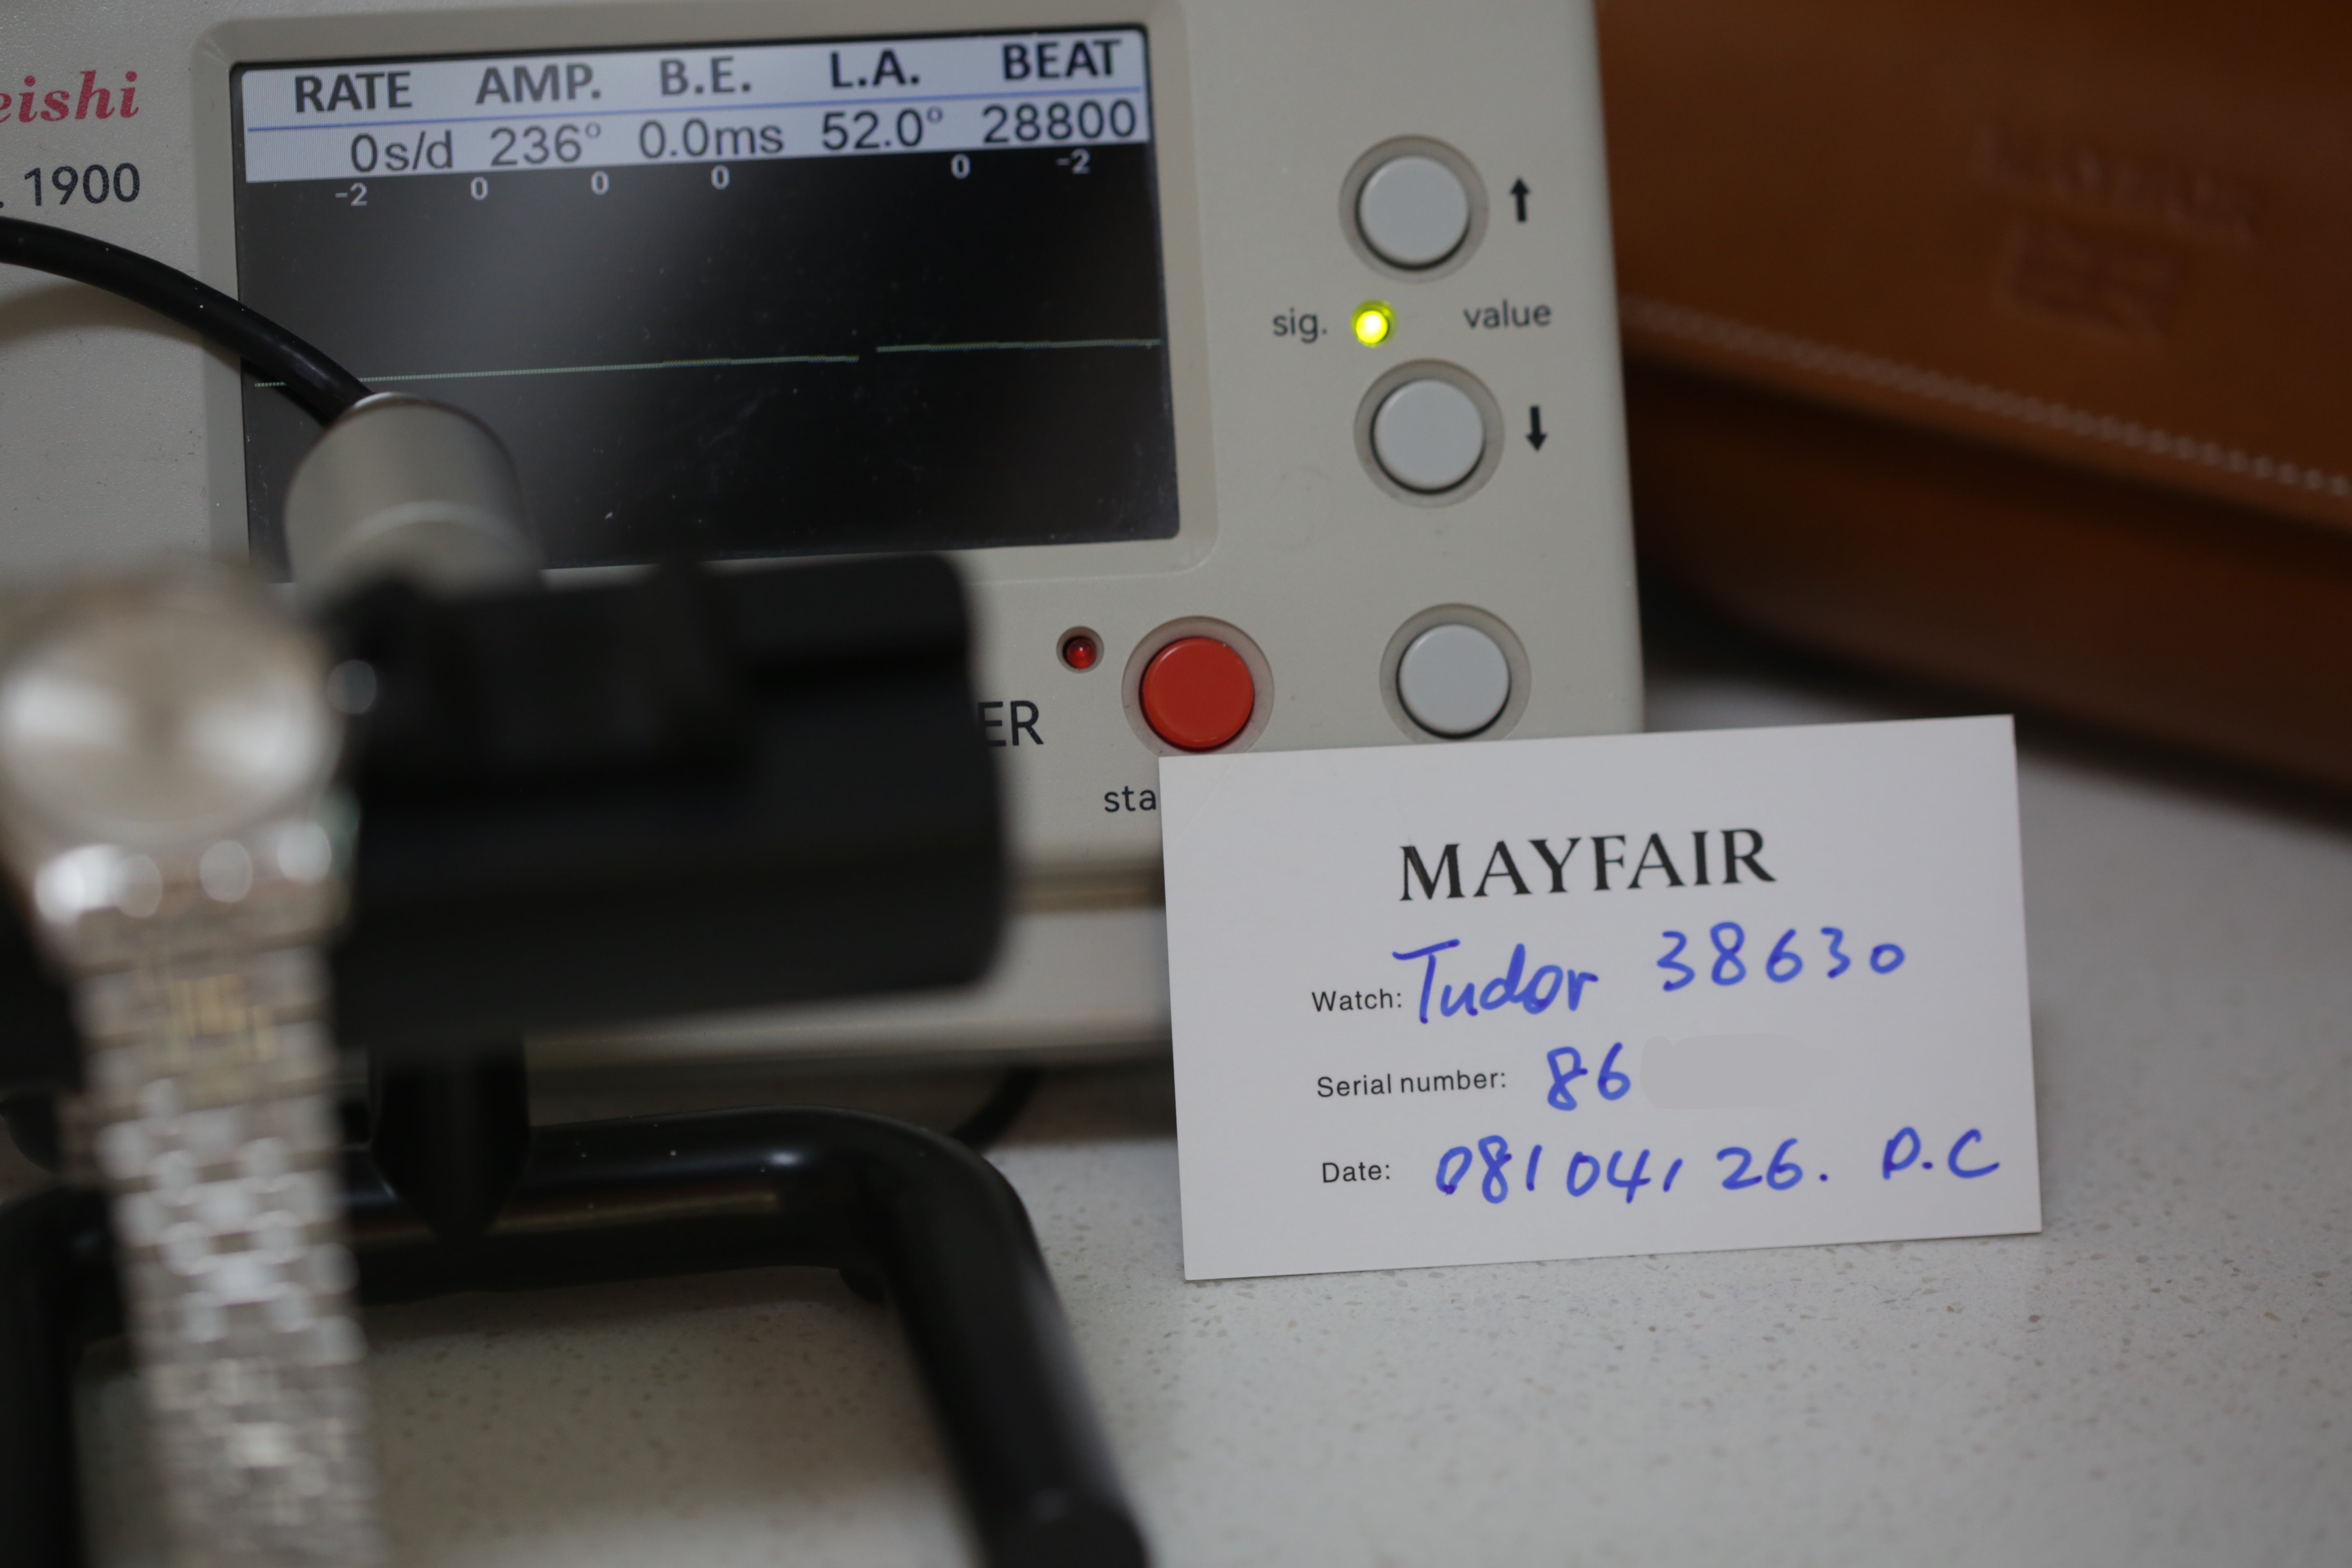 eishi
. 1900
RATE AMP. B.E. L.A. BEAT
0s/d 236° 0.0ms 52.0° 28800
-2 0 0 0 0 -2
sig. value
ER
sta
MAYFAIR
Watch: Tudor 38630
Serial number: 86
Date: 08/04/26. D.C